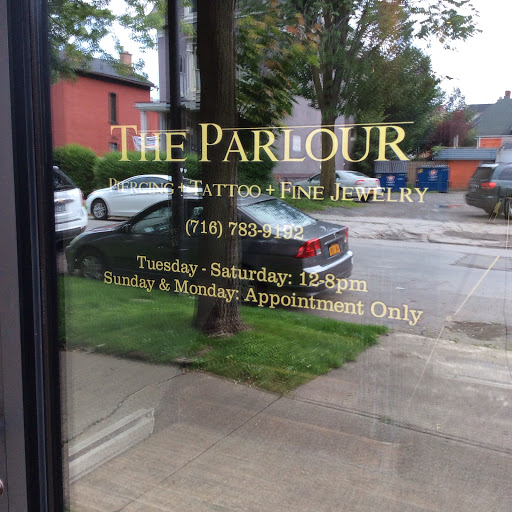 THE PARLOUR
PIERCING + TATTOO + FINE JEWELRY
(716) 783-9192
Tuesday - Saturday: 12-8pm
Sunday & Monday: Appointment Only